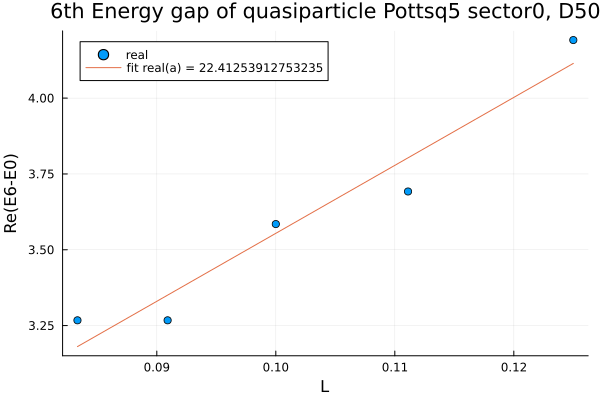 6th Energy gap of quasiparticle Pottsq5 sector0, D50
real
fit real(a) = 22.41253912753235
4.00
3.75
3.50
3.25
Re(E6-E0)
0.09
0.10
0.11
0.12
L